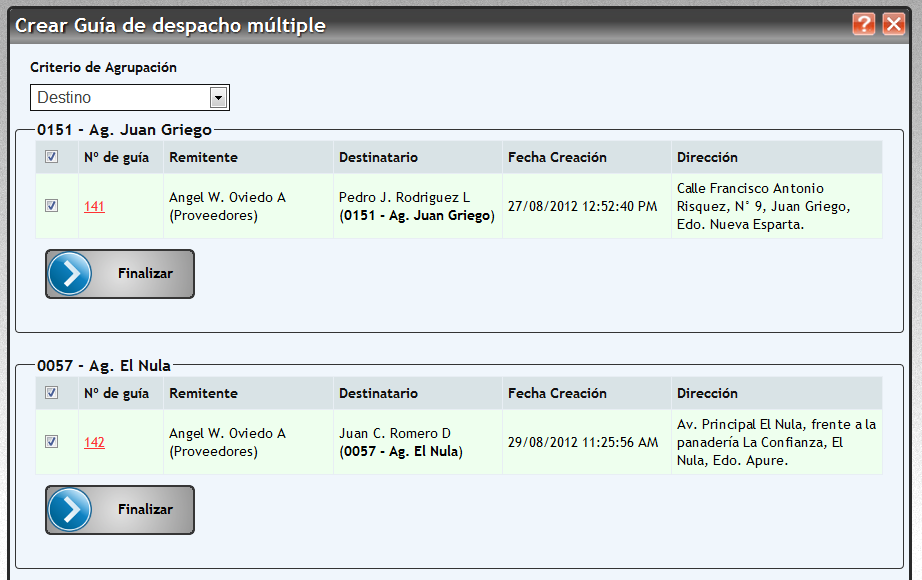 Crear Guía de despacho múltiple
?
Criterio de Agrupación
Destino
0151 - Ag. Juan Griego
Nº de guía Remitente Destinatario Fecha Creación Dirección
141 Angel W. Oviedo A (Proveedores) Pedro J. Rodriguez L (0151 - Ag. Juan Griego) 27/08/2012 12:52:40 PM Calle Francisco Antonio
Risquez, N° 9, Juan Griego,
Edo. Nueva Esparta.
Finalizar
0057 - Ag. El Nula
Nº de guía Remitente Destinatario Fecha Creación Dirección
142 Angel W. Oviedo A (Proveedores) Juan C. Romero D (0057 - Ag. El Nula) 29/08/2012 11:25:56 AM Av. Principal El Nula, frente a la
panadería La Confianza, El
Nula, Edo. Apure.
Finalizar